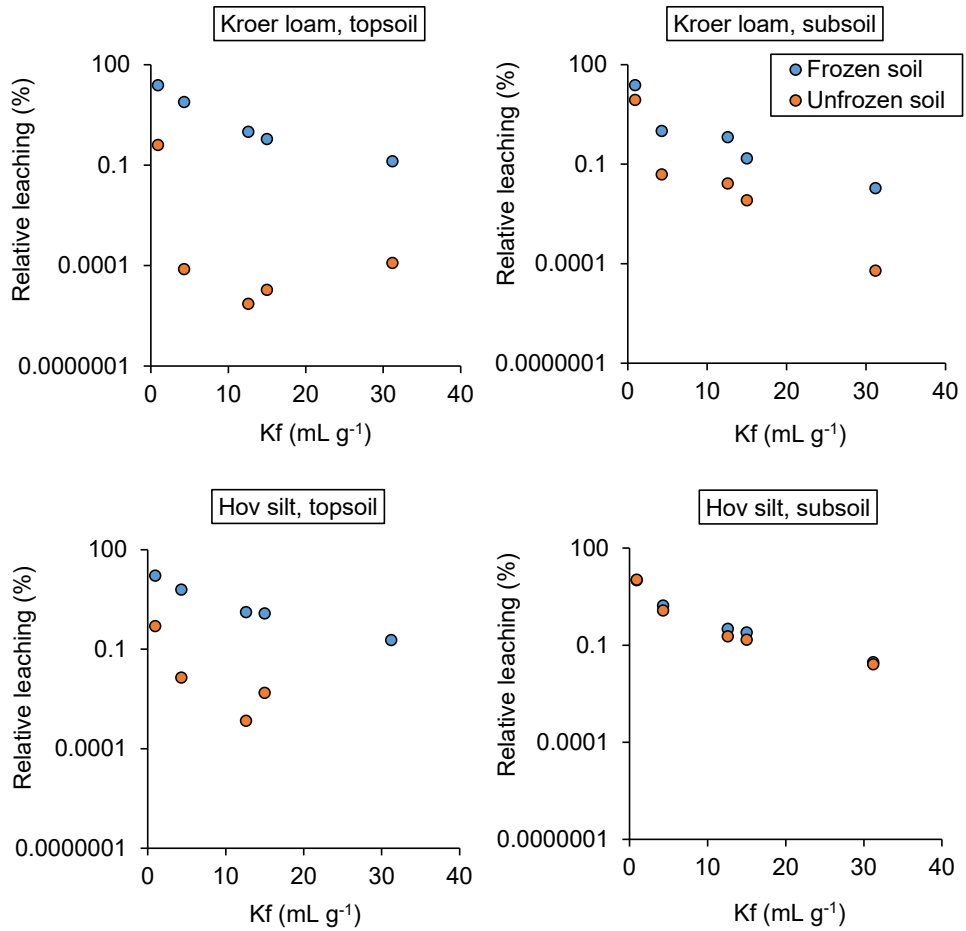 Kroer loam, topsoil
Relative leaching (%)
100
0.1
0.0001
0.0000001
0 10 20 30 40
Kf (mL g-1)
Kroer loam, subsoil
Frozen soil
Unfrozen soil
Relative leaching (%)
100
0.1
0.0001
0.0000001
0 10 20 30 40
Kf (mL g-1)
Hov silt, topsoil
Relative leaching (%)
100
0.1
0.0001
0.0000001
0 10 20 30 40
Kf (mL g-1)
Hov silt, subsoil
Relative leaching (%)
100
0.1
0.0001
0.0000001
0 10 20 30 40
Kf (mL g-1)